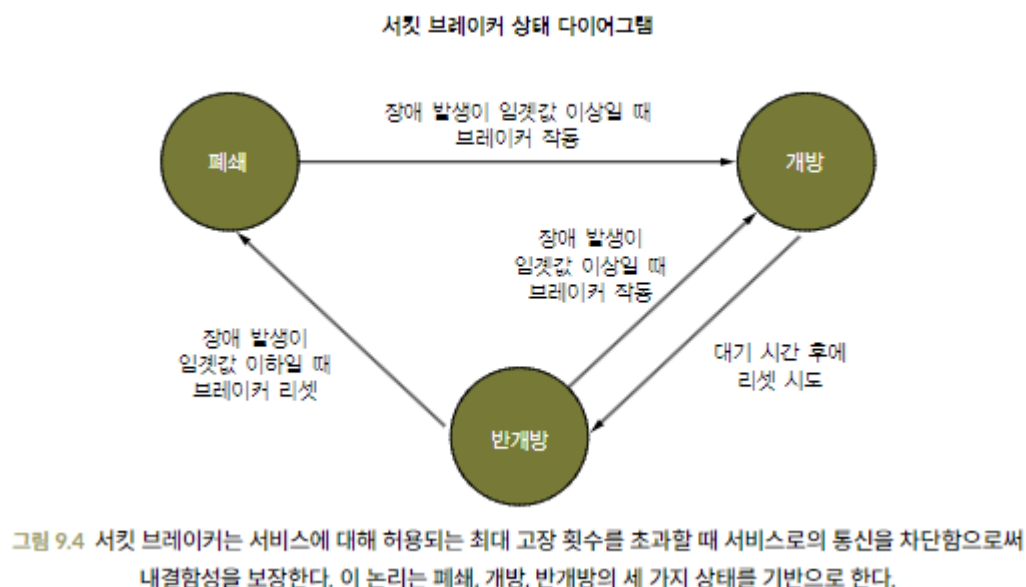 서킷 브레이커 상태 다이어그램
장애 발생이 임곗값 이상일 때
브레이커 작동
폐쇄
개방
장애 발생이
임곗값 이상일 때
브레이커 작동
장애 발생이
임곗값 이하일 때
브레이커 리셋
대기 시간 후에
리셋 시도
반개방
그림 9.4 서킷 브레이커는 서비스에 대해 허용되는 최대 고장 횟수를 초과할 때 서비스로의 통신을 차단함으로써
내결함성을 보장한다. 이 논리는 폐쇄, 개방, 반개방의 세 가지 상태를 기반으로 한다.